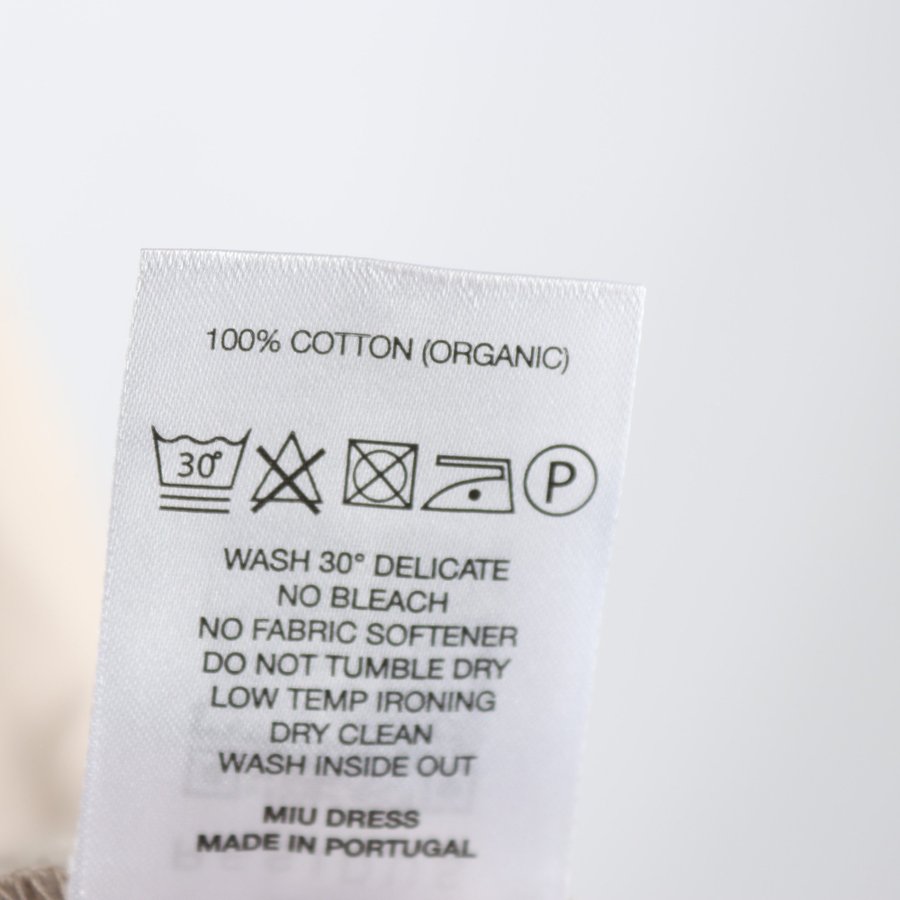 100% COTTON (ORGANIC)
30° P
WASH 30° DELICATE
NO BLEACH
NO FABRIC SOFTENER
DO NOT TUMBLE DRY
LOW TEMP IRONING
DRY CLEAN
WASH INSIDE OUT
MIU DRESS
MADE IN PORTUGAL